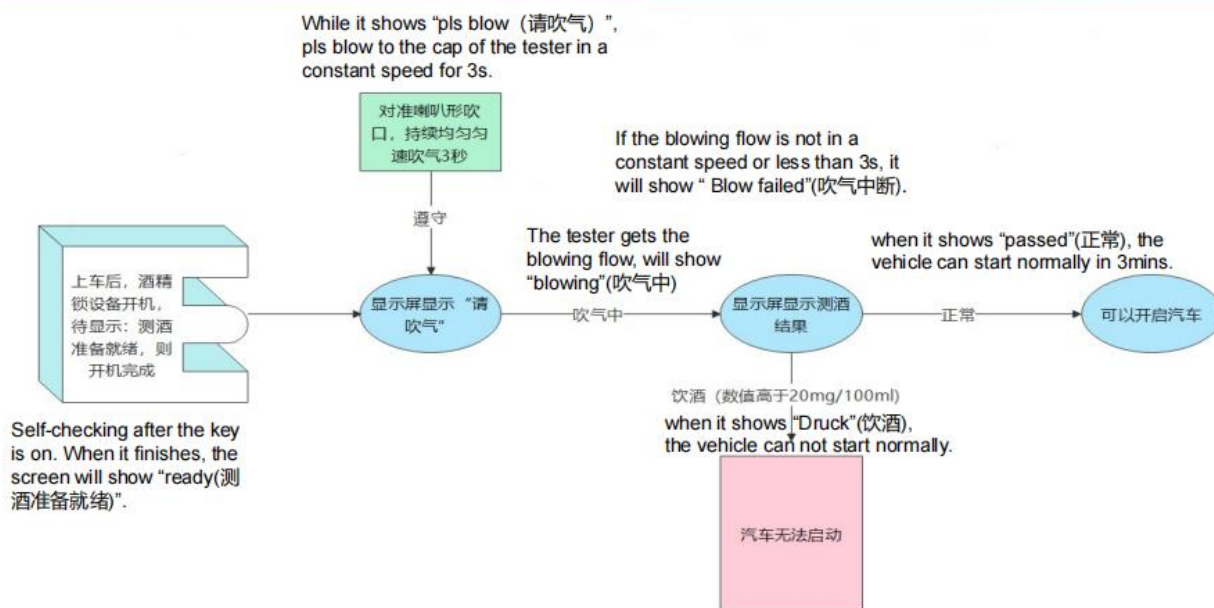 While it shows “pls blow（请吹气）”,
pls blow to the cap of the tester in a
constant speed for 3s.
对准喇叭形吹
口，持续均匀匀
速吹气3秒
If the blowing flow is not in a
constant speed or less than 3s, it
will show “ Blow failed”(吹气中断).
遵守
The tester gets the
blowing flow, will show
“blowing”(吹气中)
when it shows “passed”(正常), the
vehicle can start normally in 3mins.
上车后，酒精
锁设备开机，
待显示：测酒
准备就绪，则
开机完成
显示屏显示“请
吹气“
吹气中
显示屏显示测酒
结果
正常
可以开启汽车
饮酒（数值高于20mg/100ml）
when it shows “Druck”(饮酒),
the vehicle can not start normally.
Self-checking after the key
is on. When it finishes, the
screen will show “ready(测
酒准备就绪)”.
汽车无法启动